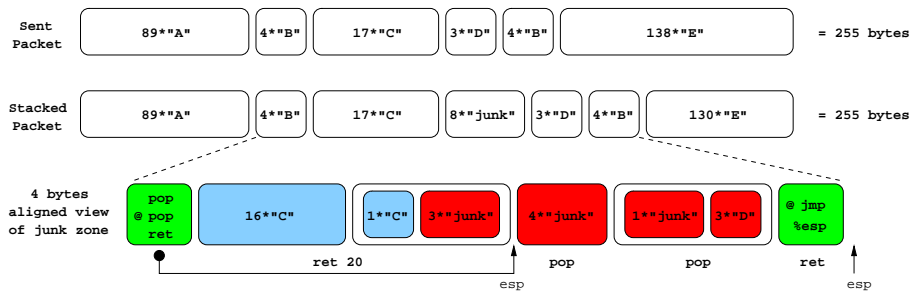 Sent
Packet
89*"A" 4*"B" 17*"C" 3*"D" 4*"B" 138*"E" = 255 bytes
Stacked
Packet
89*"A" 4*"B" 17*"C" 8*"junk" 3*"D" 4*"B" 130*"E" = 255 bytes
4 bytes
aligned view
of junk zone
pop
@ pop
ret
16*"C"
1*"C" 3*"junk"
4*"junk"
1*"junk" 3*"D"
@ jmp
%esp
ret 20 pop pop ret
esp esp